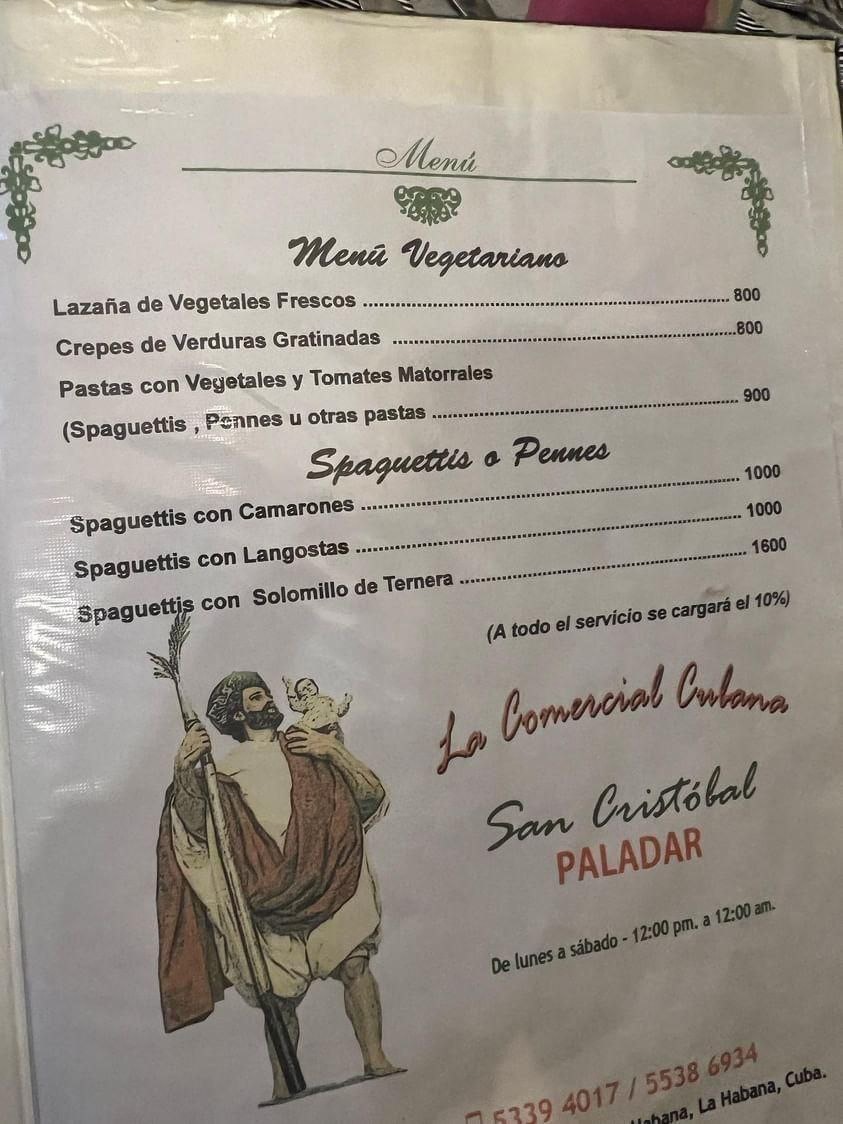 Menú
Menú Vegetariano
Lazaña de Vegetales Frescos ........ 800
Crepes de Verduras Gratinadas ........800
Pastas con Vegetales y Tomates Matorrales
(Spaguettis , Pennes u otras pastas ........ 900
Spaguettis o Pennes
Spaguettis con Camarones ........ 1000
Spaguettis con Langostas ........ 1000
Spaguettis con Solomillo de Ternera ........ 1600
(A todo el servicio se cargará el 10%)
La Comercial Cubana
San Cristóbal
PALADAR
De lunes a sábado - 12:00 pm. a 12:00 am.
5339 4017 / 5538 6934
Habana, La Habana, Cuba.